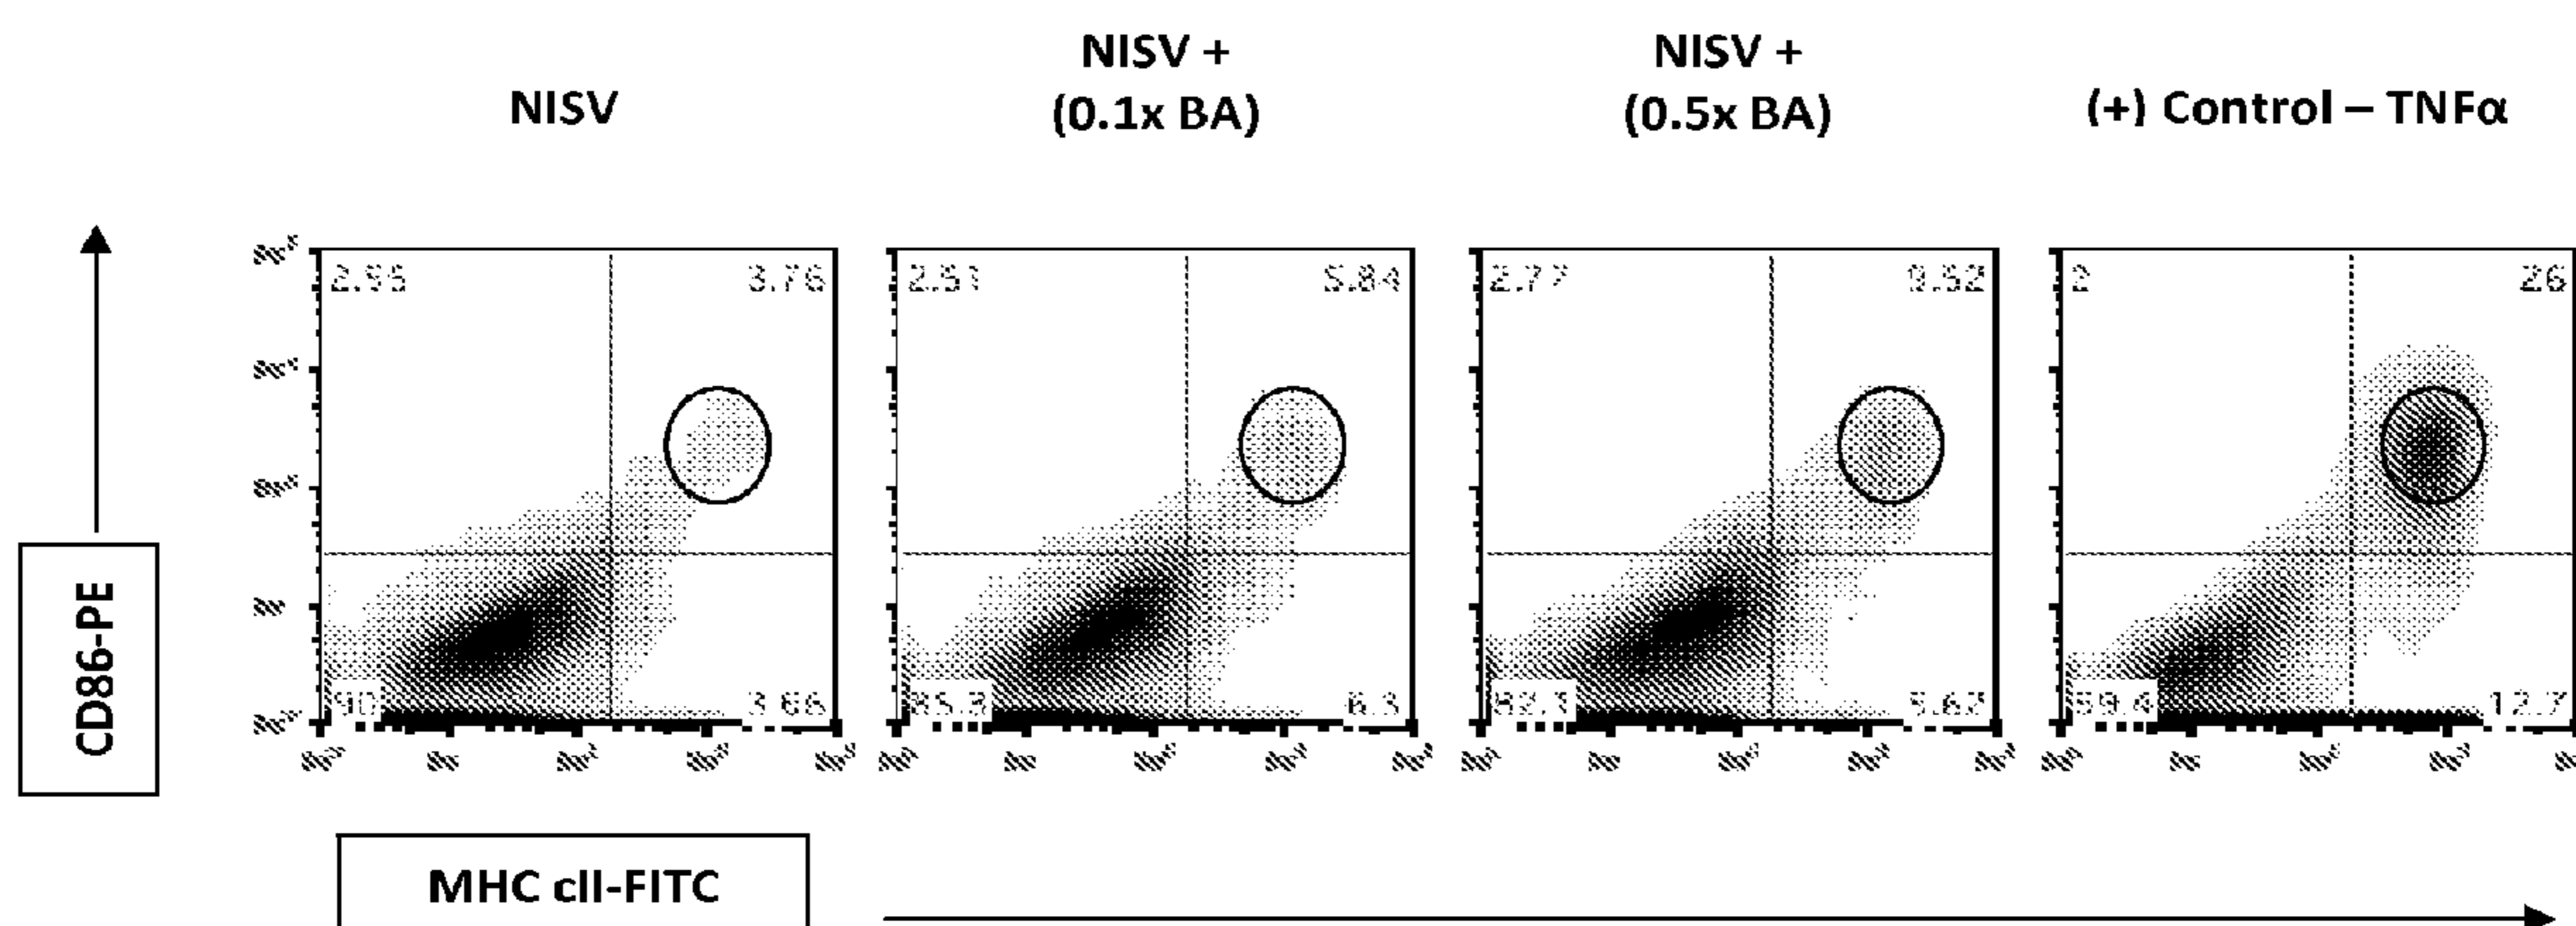 NISV
NISV +
(0.1x BA)
NISV +
(0.5x BA)
(+) Control – TNFα
2.95 3.76
2.51 5.84
2.77 9.52
2 26
CD86-PE
90 3.66
85.3 6.3
82.1 5.62
59.4 12.7
MHC cII-FITC